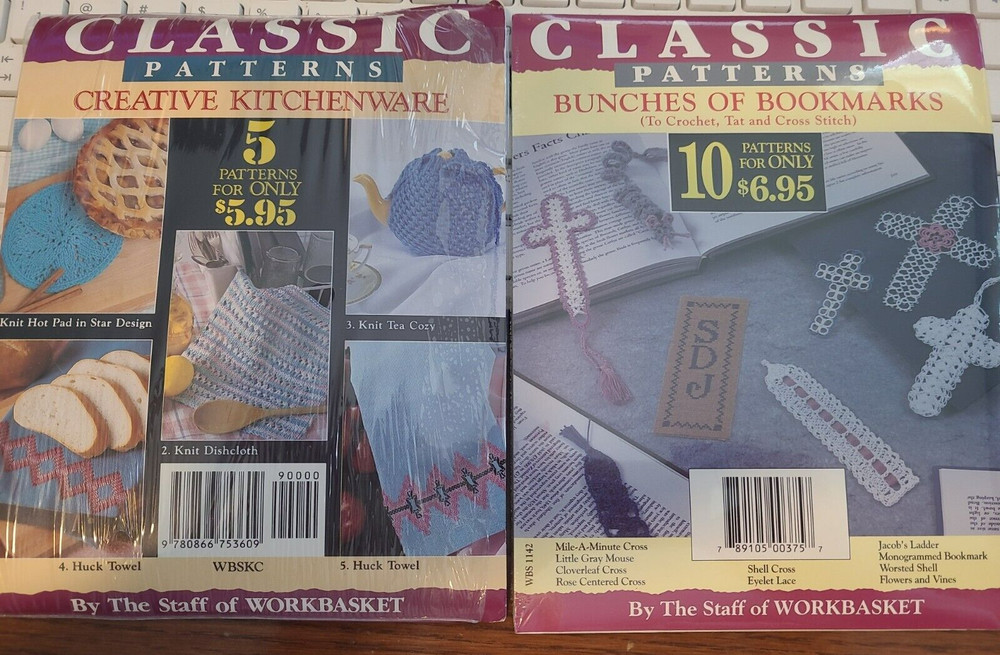 CLASSIC
PATTERNS
CREATIVE KITCHENWARE
5
PATTERNS
FOR ONLY
$5.95
Knit Hot Pad in Star Design
3. Knit Tea Cozy
2. Knit Dishcloth
90000
9 780866 753609
4. Huck Towel
WBSKC
5. Huck Towel
By The Staff of WORKBASKET
CLASSIC
PATTERNS
BUNCHES OF BOOKMARKS
(To Crochet, Tat and Cross Stitch)
10
PATTERNS
FOR ONLY
$6.95
SDJ
WBS 1142
7 89105 00375 7
Mile-A-Minute Cross
Little Gray Mouse
Cloverleaf Cross
Rose Centered Cross
Shell Cross
Eyelet Lace
Jacob's Ladder
Monogrammed Bookmark
Worsted Shell
Flowers and Vines
By The Staff of WORKBASKET